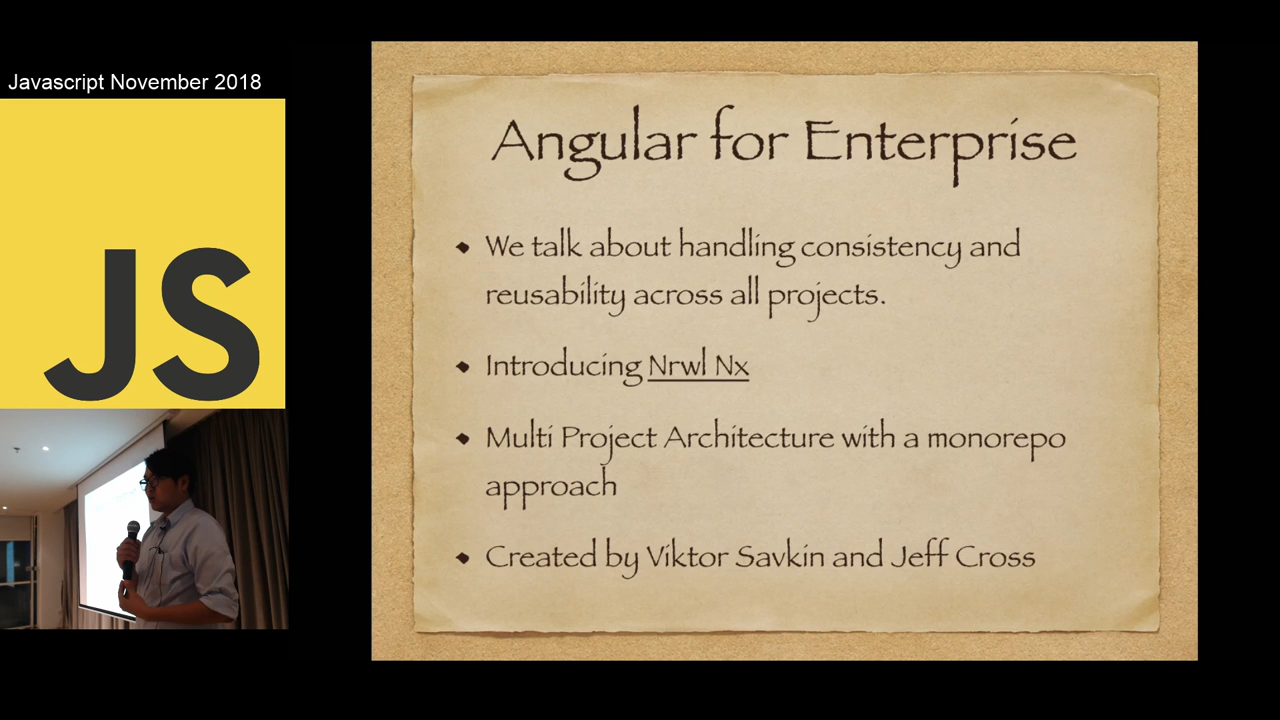 Javascript November 2018
JS
Angular for Enterprise
We talk about handling consistency and
reusability across all projects.
Introducing Nrwl Nx
Multi Project Architecture with a monorepo
approach
Created by Viktor Savkin and Jeff Cross